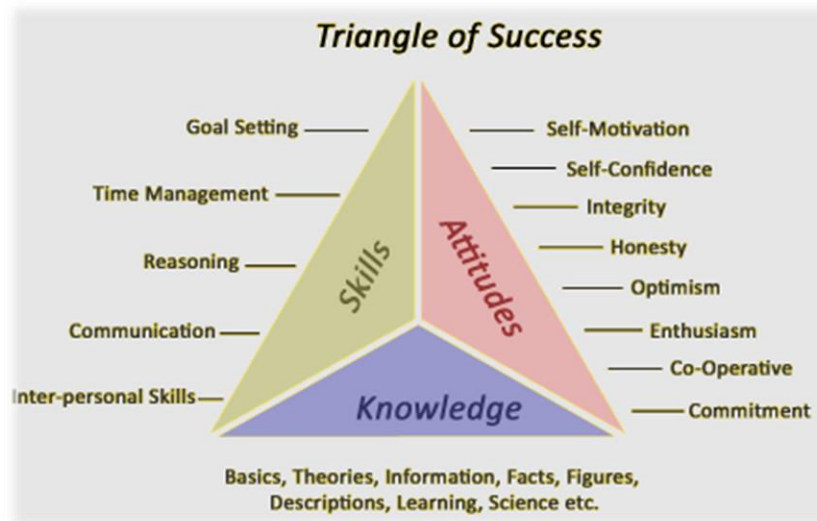 Triangle of Success
Goal Setting
Time Management
Reasoning
Communication
Inter-personal Skills
Skills
Attitudes
Self-Motivation
Self-Confidence
Integrity
Honesty
Optimism
Enthusiasm
Co-Operative
Commitment
Knowledge
Basics, Theories, Information, Facts, Figures,
Descriptions, Learning, Science etc.